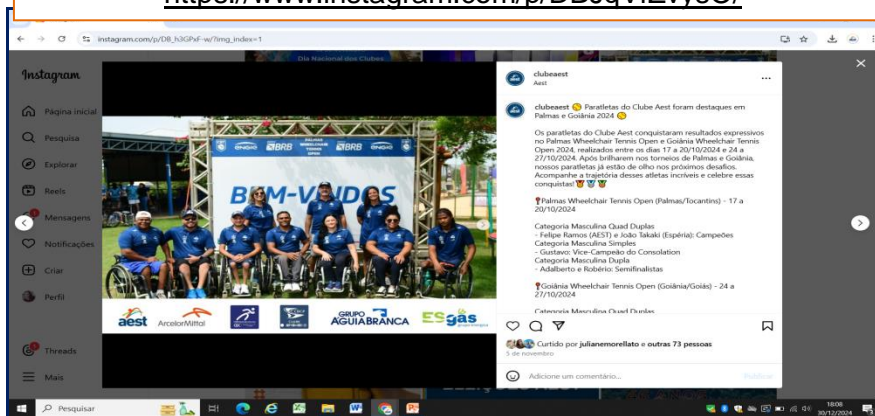 instagram.com/p/DB_h3GPxF-w/?img_index=1
Dia Nacional dos Clubes
Instagram
Página inicial
Pesquisa
Explorar
Reels
Mensagens
Notificações
Criar
Perfil
Threads
Mais
ENGIE
BRB
PALMAS WHEELCHAIR TENNIS OPEN
BRB
ENGIE
BEM-VINDOS
aest
ArcelorMittal
GRUPO
AGUIABRANCA
ESgás
clubeaest
Aest
clubeaest Paratletas do Clube Aest foram destaques em
Palmas e Goiânia 2024
Os paratletas do Clube Aest conquistaram resultados expressivos
no Palmas Wheelchair Tennis Open e Goiânia Wheelchair Tennis
Open 2024, realizados entre os dias 17 a 20/10/2024 e 24 a
27/10/2024. Após brilharem nos torneios de Palmas e Goiânia,
nossos paratletas já estão de olho nos próximos desafios.
Acompanhe a trajetória desses atletas incríveis e celebre essas
conquistas!
Palmas Wheelchair Tennis Open (Palmas/Tocantins) - 17 a
20/10/2024
Categoria Masculina Quad Duplas
- Felipe Ramos (AEST) e João Takaki (Espéria): Campeões
Categoria Masculina Simples
- Gustavo: Vice-Campeão do Consolation
Categoria Masculina Dupla
- Adalberto e Robério: Semifinalistas
Goiânia Wheelchair Tennis Open (Goiânia/Goiás) - 24 a
27/10/2024
Categoria Masculina Quad Duplas
Curtido por julianemorellato e outras 73 pessoas
5 de novembro
Adicione um comentário...
Publicar
Pesquisar
18:08
30/12/2024